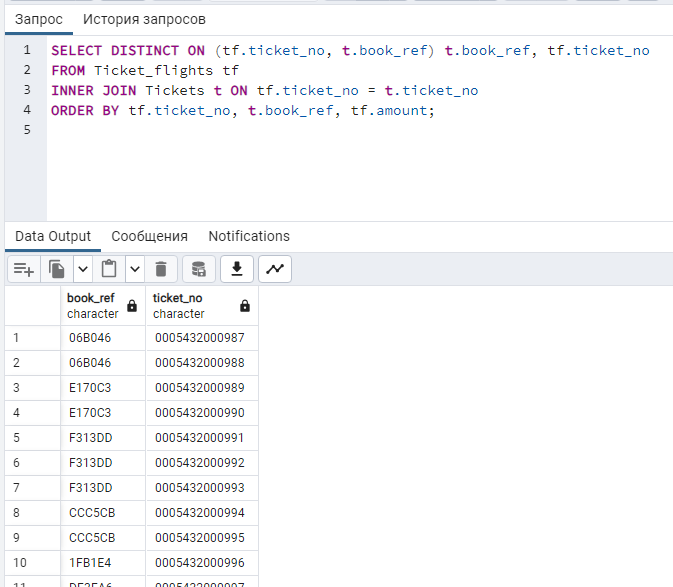 Запрос История запросов
1 SELECT DISTINCT ON (tf.ticket_no, t.book_ref) t.book_ref, tf.ticket_no
2 FROM Ticket_flights tf
3 INNER JOIN Tickets t ON tf.ticket_no = t.ticket_no
4 ORDER BY tf.ticket_no, t.book_ref, tf.amount;
5
Data Output Сообщения Notifications
book_ref ticket_no
character character
1 06B046 0005432000987
2 06B046 0005432000988
3 E170C3 0005432000989
4 E170C3 0005432000990
5 F313DD 0005432000991
6 F313DD 0005432000992
7 F313DD 0005432000993
8 CCC5CB 0005432000994
9 CCC5CB 0005432000995
10 1FB1E4 0005432000996